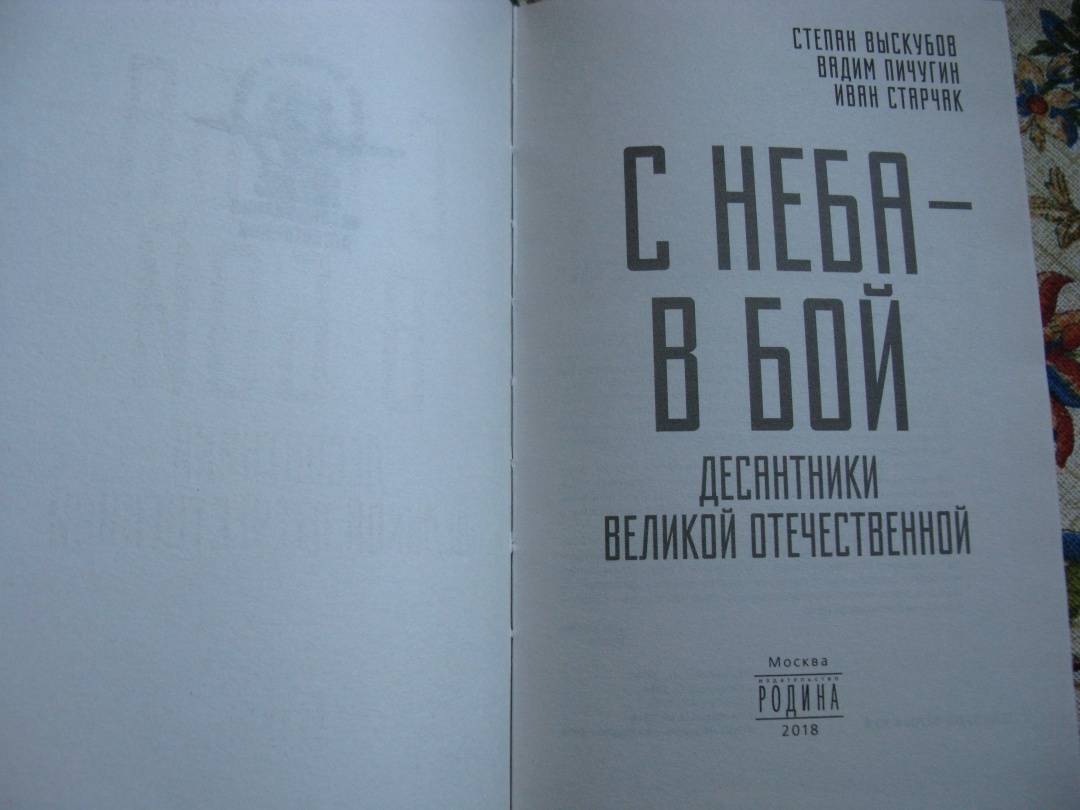 СТЕПАН ВЫСКУБОВ
ВАДИМ ПИЧУГИН
ИВАН СТАРЧАК
С НЕБА –
В БОЙ
ДЕСАНТНИКИ
ВЕЛИКОЙ ОТЕЧЕСТВЕННОЙ
Москва
издательство
РОДИНА
2018